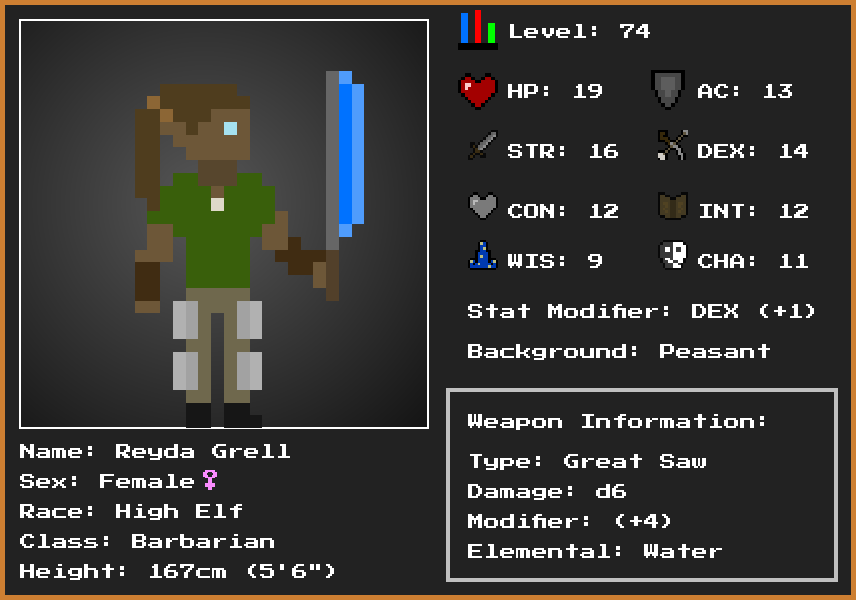 Level: 74
HP: 19 AC: 13
STR: 16 DEX: 14
CON: 12 INT: 12
WIS: 9 CHA: 11
Stat Modifier: DEX (+1)
Background: Peasant
Weapon Information:
Type: Great Saw
Damage: d6
Modifier: (+4)
Elemental: Water
Name: Reyda Grell
Sex: Female♀
Race: High Elf
Class: Barbarian
Height: 167cm (5'6")